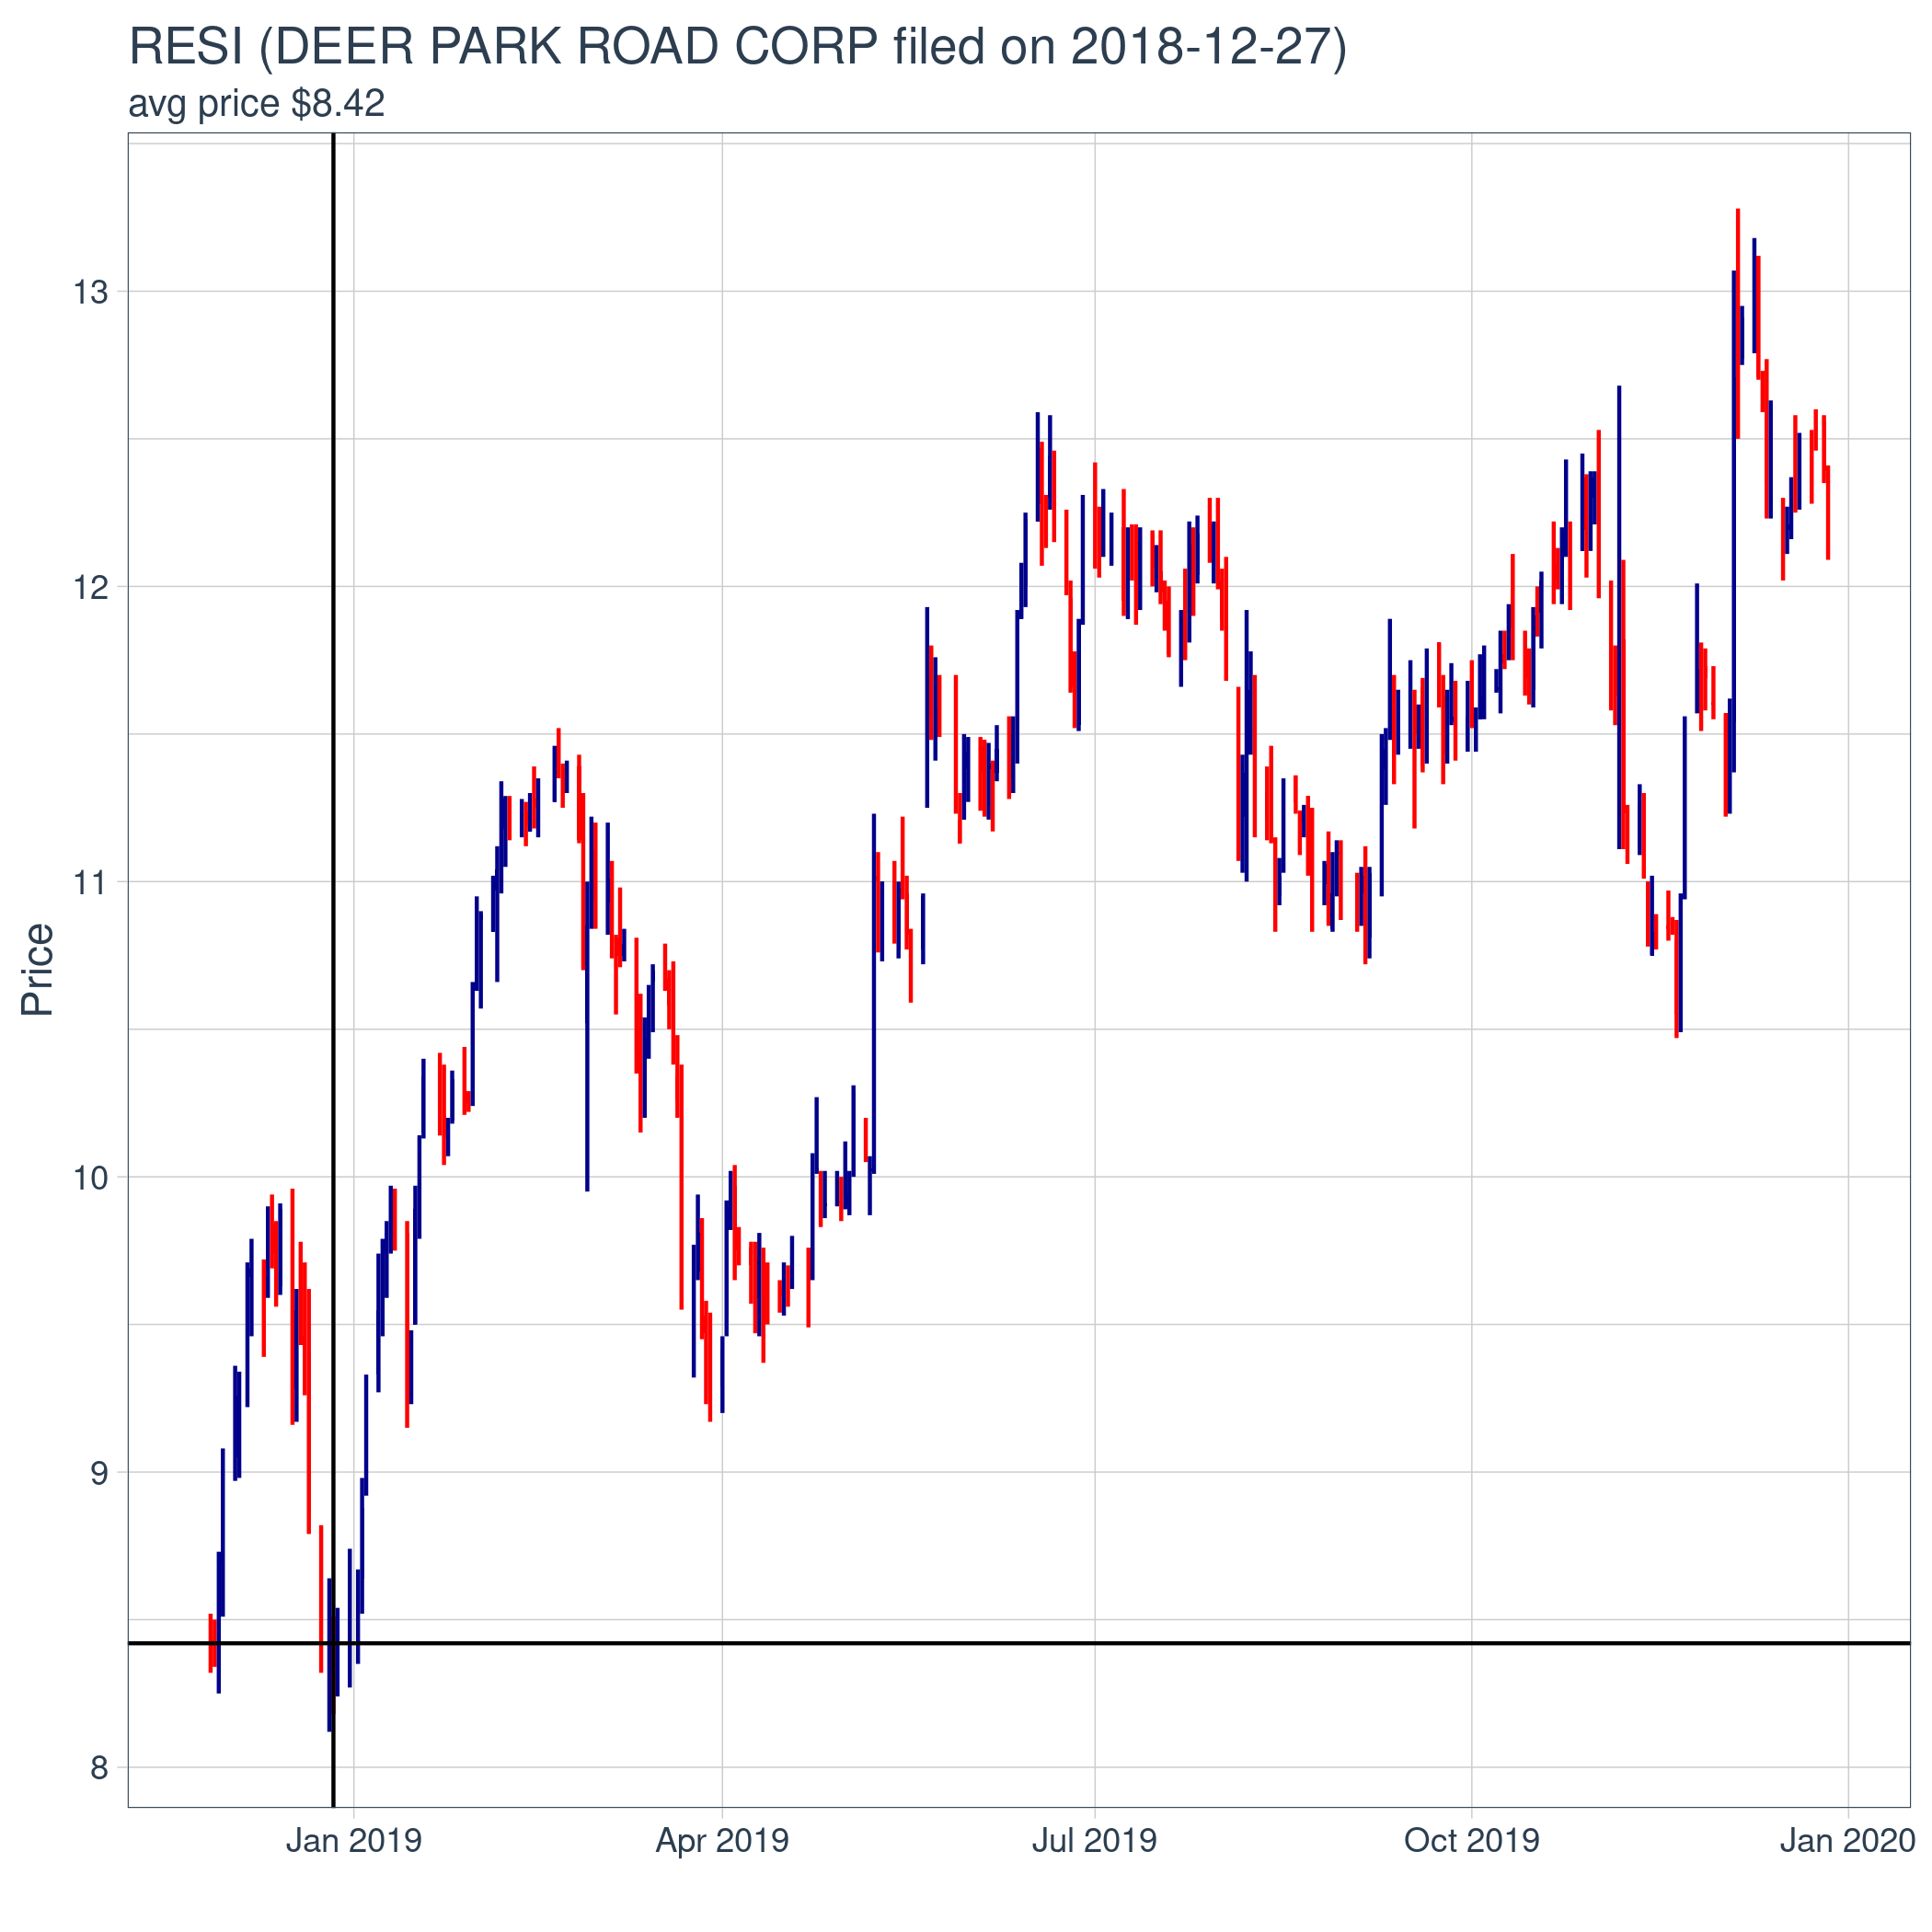 RESI (DEER PARK ROAD CORP filed on 2018-12-27)
avg price $8.42
Price
13
12
11
10
9
8
Jan 2019
Apr 2019
Jul 2019
Oct 2019
Jan 2020